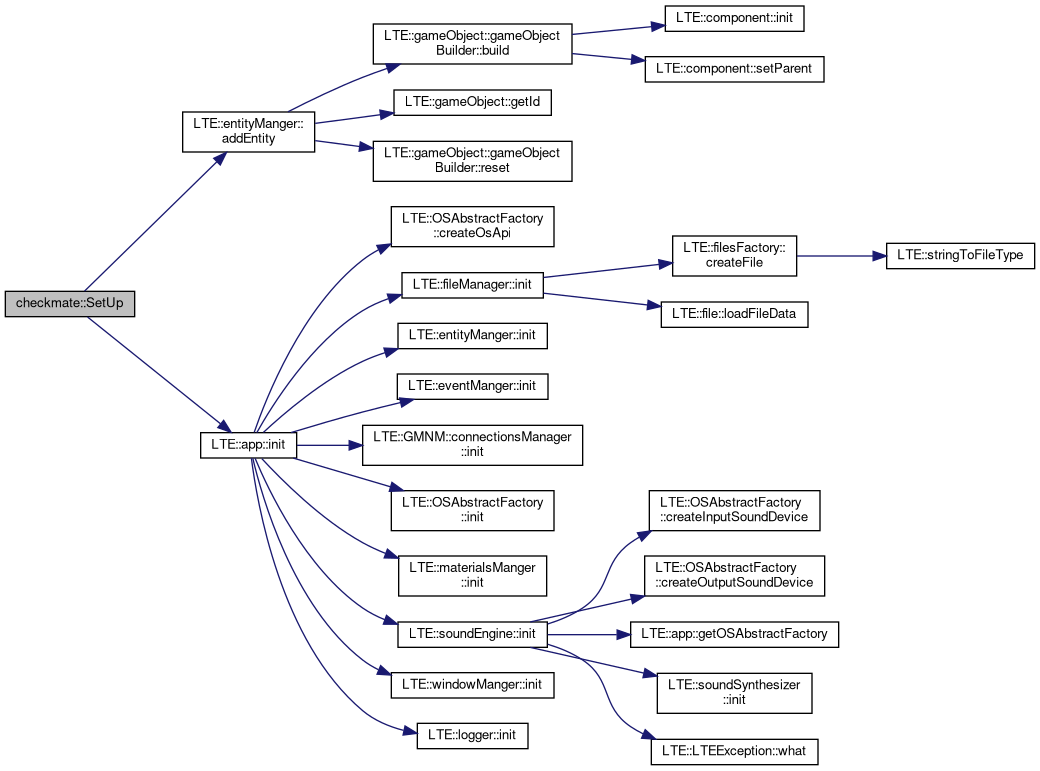 LTE::component::init
LTE::gameObject::gameObject
Builder::build
LTE::component::setParent
LTE::gameObject::getId
LTE::entityManger::
addEntity
LTE::gameObject::gameObject
Builder::reset
LTE::OSAbstractFactory
::createOsApi
LTE::filesFactory::
createFile
LTE::stringToFileType
LTE::fileManager::init
checkmate::SetUp
LTE::file::loadFileData
LTE::entityManger::init
LTE::eventManger::init
LTE::app::init
LTE::GMNM::connectionsManager
::init
LTE::OSAbstractFactory
::init
LTE::OSAbstractFactory
::createInputSoundDevice
LTE::materialsManger
::init
LTE::OSAbstractFactory
::createOutputSoundDevice
LTE::soundEngine::init
LTE::app::getOSAbstractFactory
LTE::windowManger::init
LTE::soundSynthesizer
::init
LTE::logger::init
LTE::LTEException::what